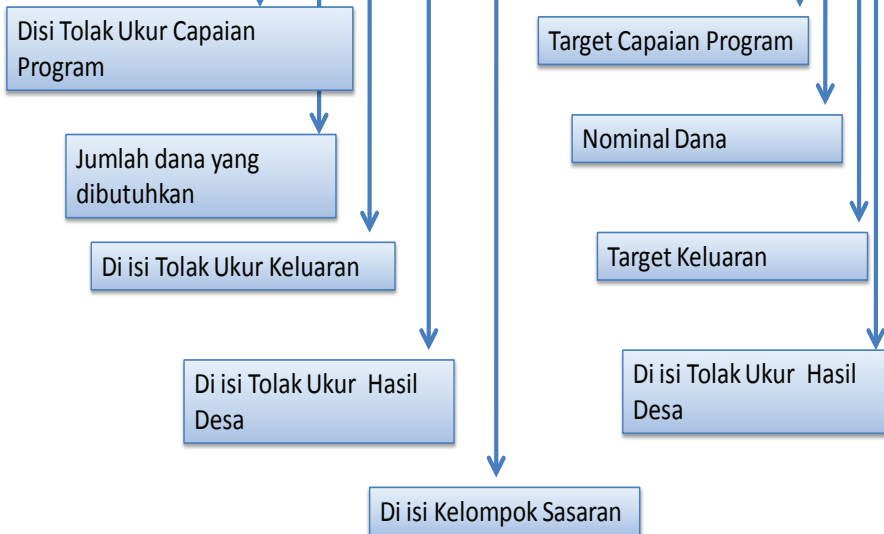 Disi Tolak Ukur Capaian
Program
Target Capaian Program
Jumlah dana yang
dibutuhkan
Nominal Dana
Di isi Tolak Ukur Keluaran
Target Keluaran
Di isi Tolak Ukur Hasil
Desa
Di isi Tolak Ukur Hasil
Desa
Di isi Kelompok Sasaran